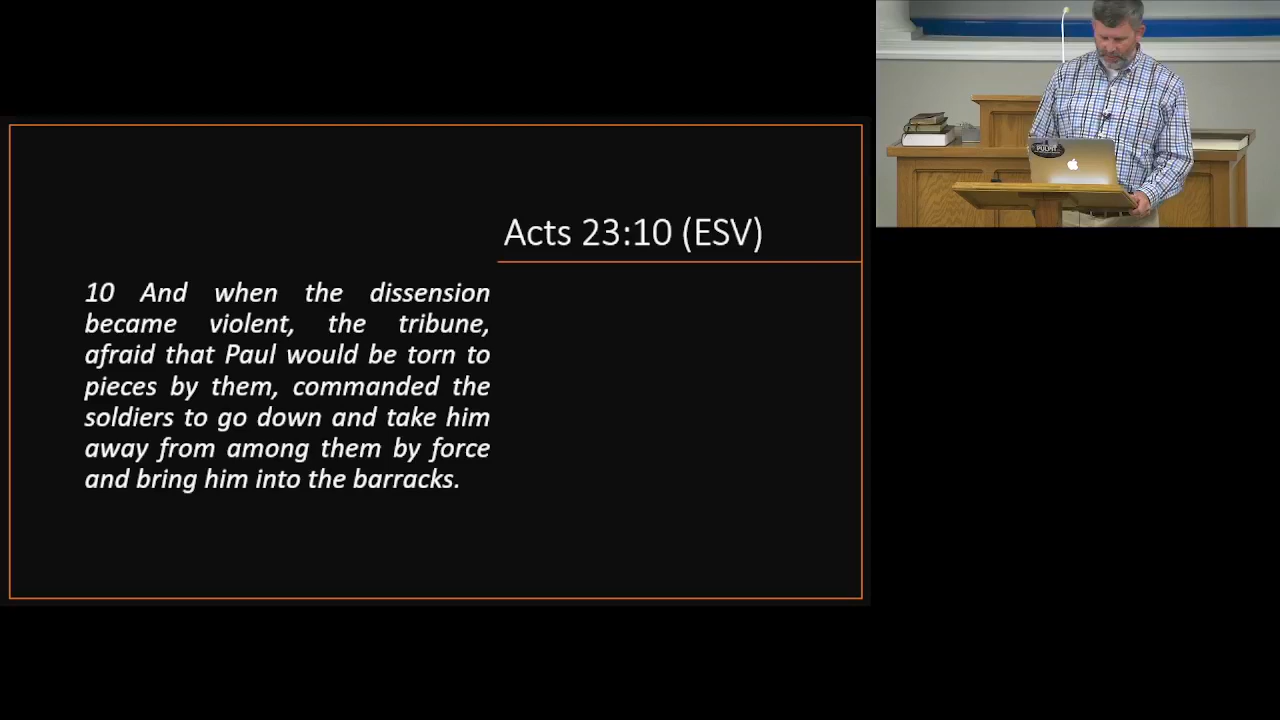 Acts 23:10 (ESV)
10 And when the dissension
became violent, the tribune,
afraid that Paul would be torn to
pieces by them, commanded the
soldiers to go down and take him
away from among them by force
and bring him into the barracks.
PULPIT